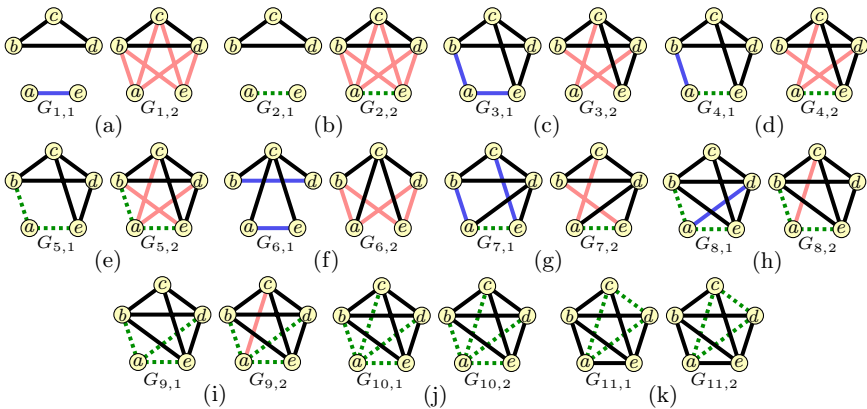 c c c c c c c c
b d b d b d b d b d b d b d b d
a e a e a e a e a e a e a e a e
G1,1 G1,2 G2,1 G2,2 G3,1 G3,2 G4,1 G4,2
(a) (b) (c) (d)
c c c c c c c c
b d b d b d b d b d b d b d b d
a e a e a e a e a e a e a e a e
G5,1 G5,2 G6,1 G6,2 G7,1 G7,2 G8,1 G8,2
(e) (f) (g) (h)
c c c c c c
b d b d b d b d b d b d
a e a e a e a e a e a e
G9,1 G9,2 G10,1 G10,2 G11,1 G11,2
(i) (j) (k)